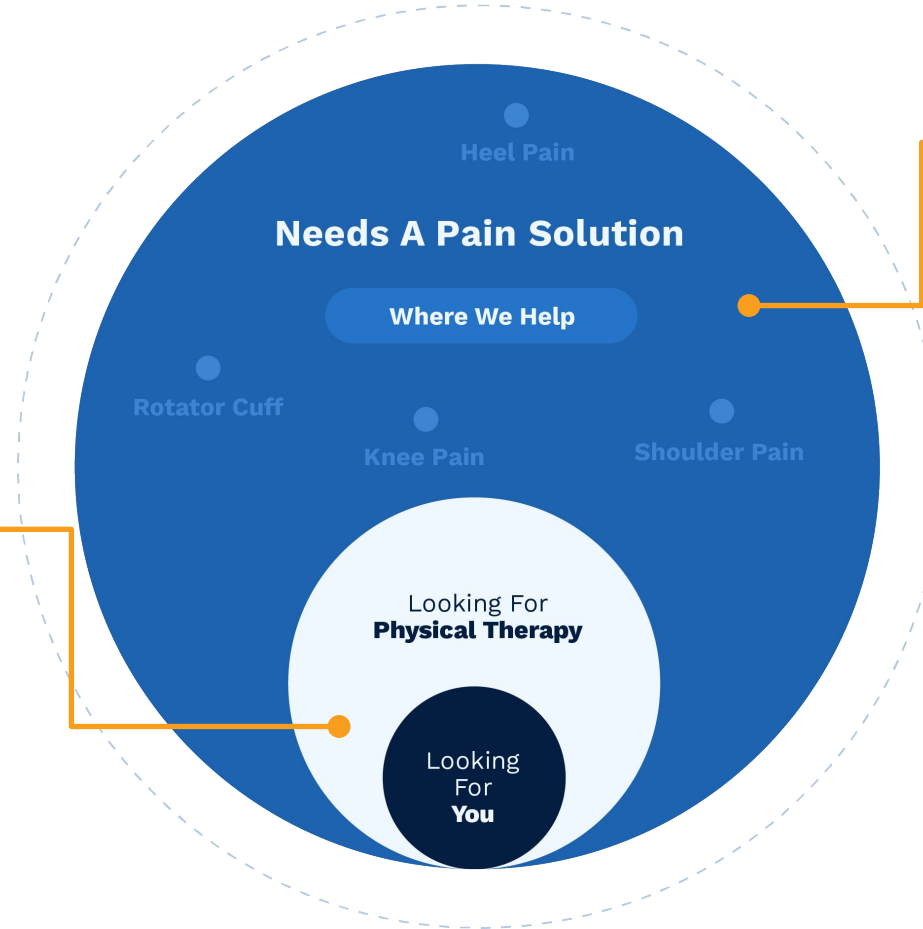 Heel Pain
Needs A Pain Solution
Where We Help
Rotator Cuff
Knee Pain
Shoulder Pain
Looking For
Physical Therapy
Looking
For
You